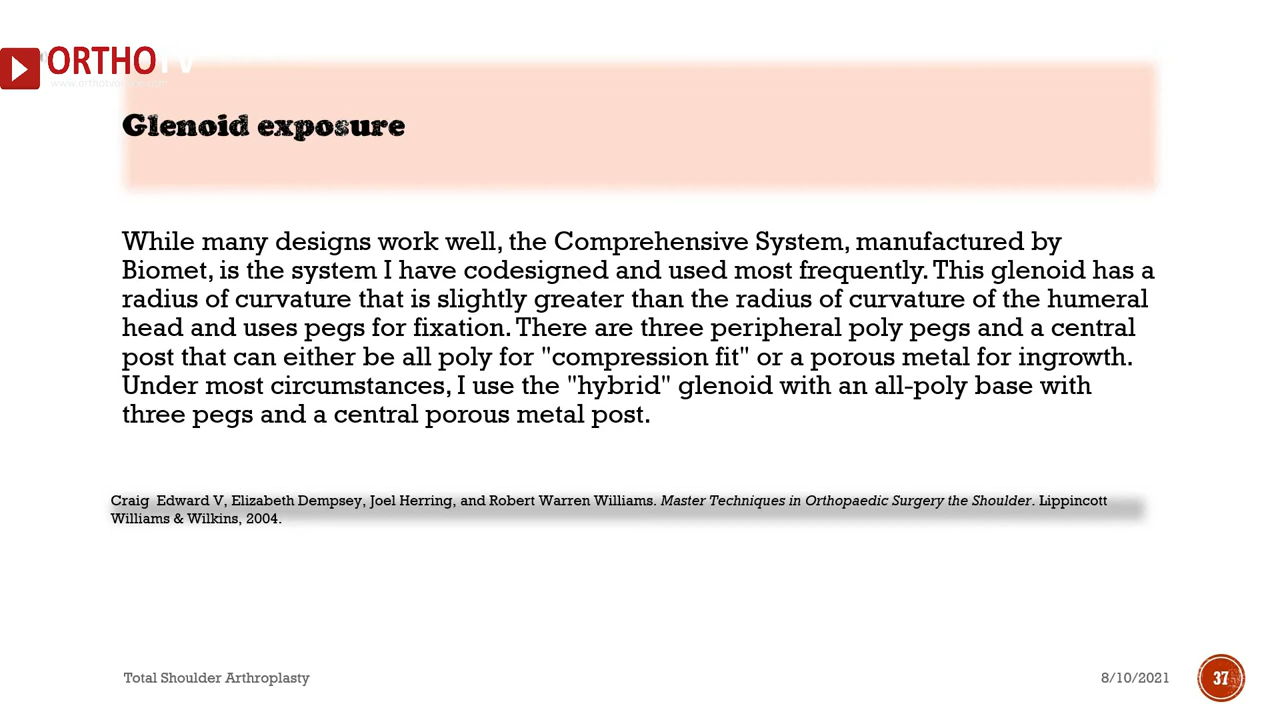 ORTHOTV
Glenoid exposure
While many designs work well, the Comprehensive System, manufactured by
Biomet, is the system I have codesigned and used most frequently. This glenoid has a
radius of curvature that is slightly greater than the radius of curvature of the humeral
head and uses pegs for fixation. There are three peripheral poly pegs and a central
post that can either be all poly for "compression fit" or a porous metal for ingrowth.
Under most circumstances, I use the "hybrid" glenoid with an all-poly base with
three pegs and a central porous metal post.
Craig Edward V, Elizabeth Dempsey, Joel Herring, and Robert Warren Williams. Master Techniques in Orthopaedic Surgery the Shoulder. Lippincott
Williams & Wilkins, 2004.
Total Shoulder Arthroplasty
8/10/2021
37